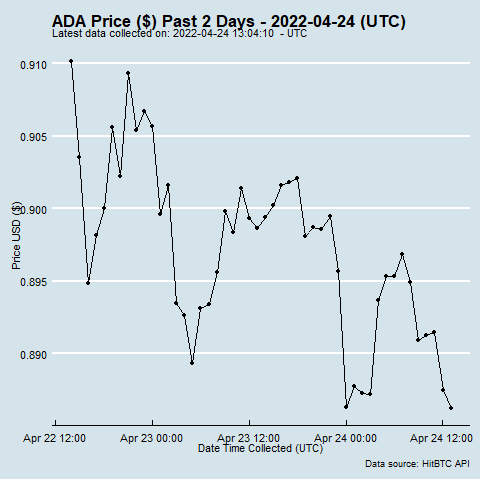 ADA Price ($) Past 2 Days - 2022-04-24 (UTC)
Latest data collected on: 2022-04-24 13:04:10  - UTC
0.910
0.905
0.900
0.895
0.890
Price USD ($)
Apr 22 12:00
Apr 23 00:00
Apr 23 12:00
Apr 24 00:00
Apr 24 12:00
Date Time Collected (UTC)
Data source: HitBTC API